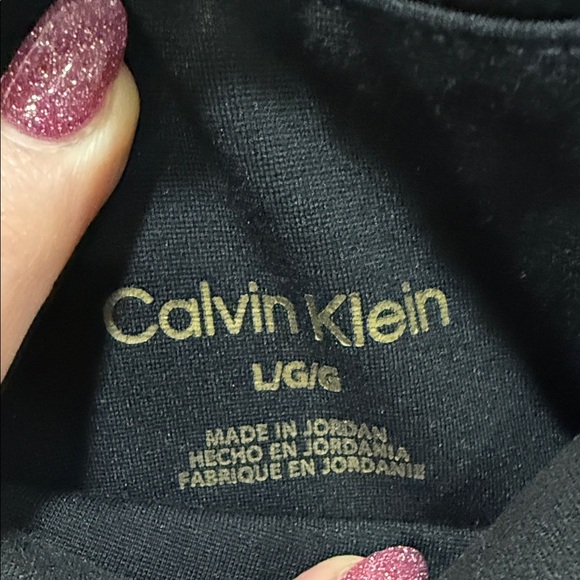 Calvin Klein
L/G/G
MADE IN JORDAN
HECHO EN JORDANIA
FABRIQUE EN JORDANIE